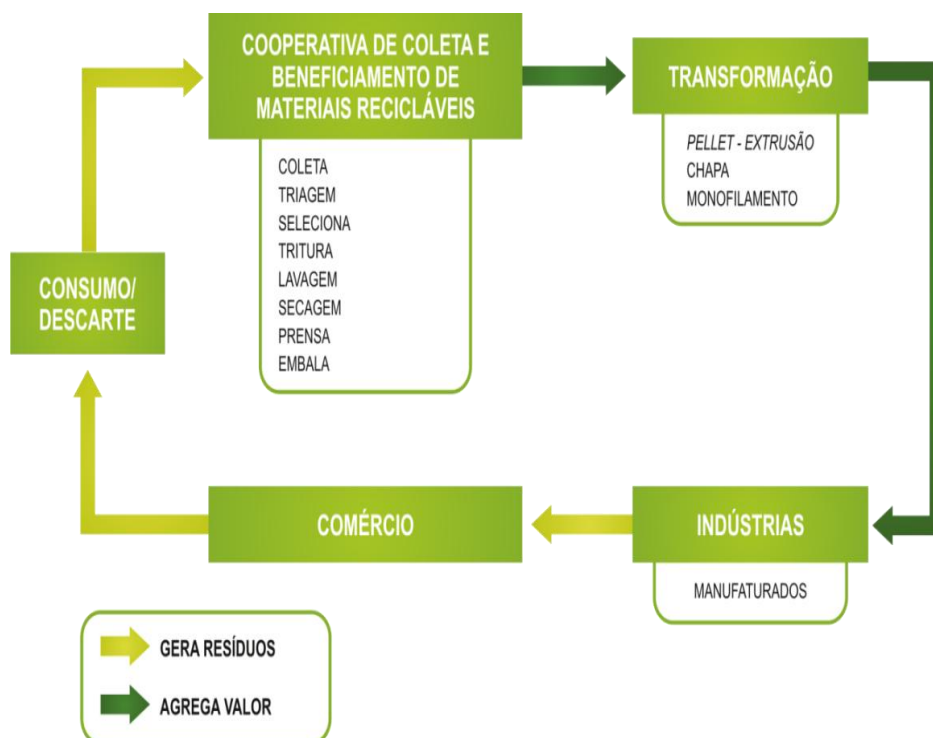 COOPERATIVA DE COLETA E
BENEFICIAMENTO DE
MATERIAIS RECICLÁVEIS
COLETA
TRIAGEM
SELECIONA
TRITURA
LAVAGEM
SECAGEM
PRENSA
EMBALA
TRANSFORMAÇÃO
PELLET - EXTRUSÃO
CHAPA
MONOFILAMENTO
CONSUMO/
DESCARTE
COMÉRCIO
INDÚSTRIAS
MANUFATURADOS
GERA RESÍDUOS
AGREGA VALOR